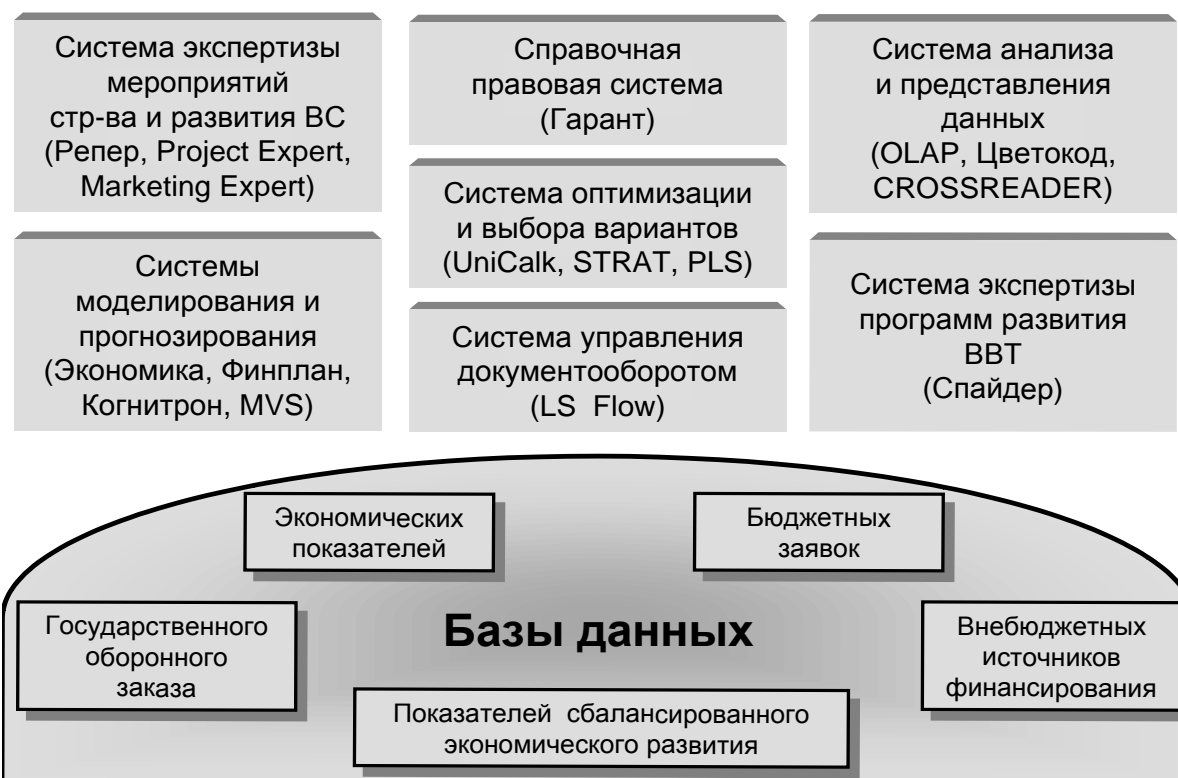 Система экспертизы
мероприятий
стр-ва и развития ВС
(Репер, Project Expert,
Marketing Expert)
Справочная
правовая система
(Гарант)
Система анализа
и представления
данных
(OLAP, Цветокод,
CROSSREADER)
Системы
моделирования и
прогнозирования
(Экономика, Финплан,
Когнитрон, MVS)
Система оптимизации
и выбора вариантов
(UniCalk, STRAT, PLS)
Система управления
документооборотом
(LS Flow)
Система экспертизы
программ развития
ВВТ
(Спайдер)
Экономических
показателей
Бюджетных
заявок
Государственного
оборонного
заказа
Базы данных
Внебюджетных
источников
финансирования
Показателей сбалансированного
экономического развития